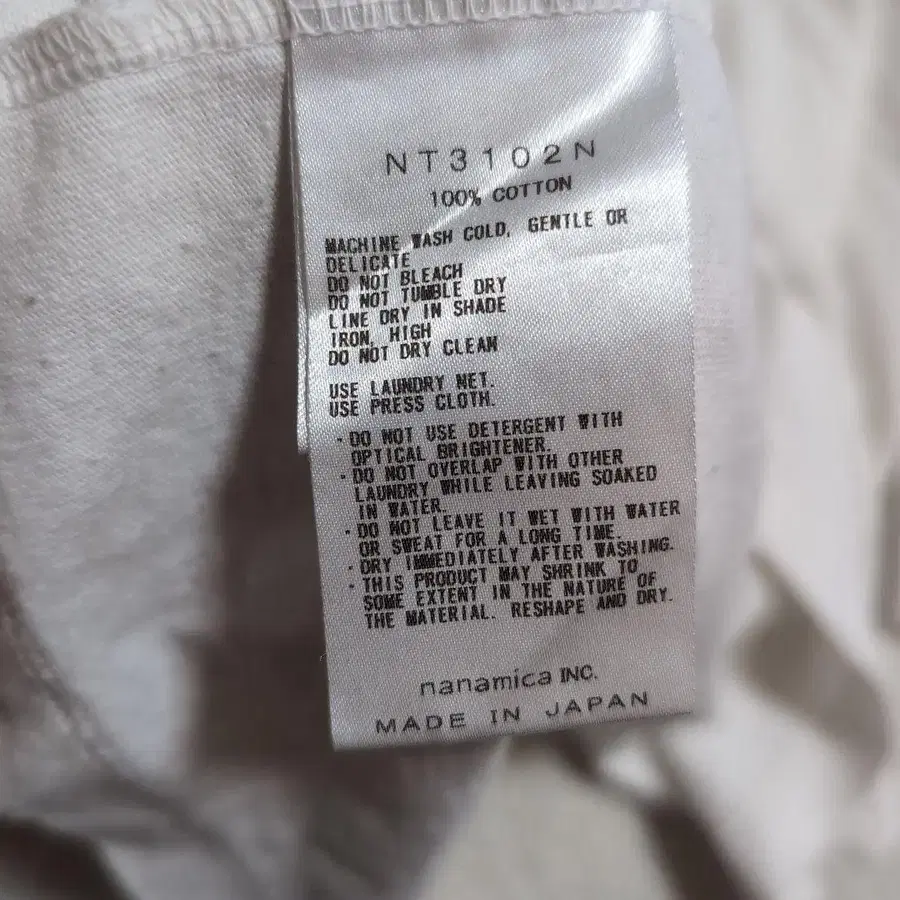 NT3102N
100% COTTON
MACHINE WASH COLD, GENTLE OR
DELICATE
DO NOT BLEACH
DO NOT TUMBLE DRY
LINE DRY IN SHADE
IRON, HIGH
DO NOT DRY CLEAN
USE LAUNDRY NET.
USE PRESS CLOTH.
・DO NOT USE DETERGENT WITH
OPTICAL BRIGHTENER.
・DO NOT OVERLAP WITH OTHER
LAUNDRY WHILE LEAVING SOAKED
IN WATER.
・DO NOT LEAVE IT WET WITH WATER
OR SWEAT FOR A LONG TIME.
・DRY IMMEDIATELY AFTER WASHING.
・THIS PRODUCT MAY SHRINK TO
SOME EXTENT IN THE NATURE OF
THE MATERIAL. RESHAPE AND DRY.
nanamica INC.
MADE IN JAPAN